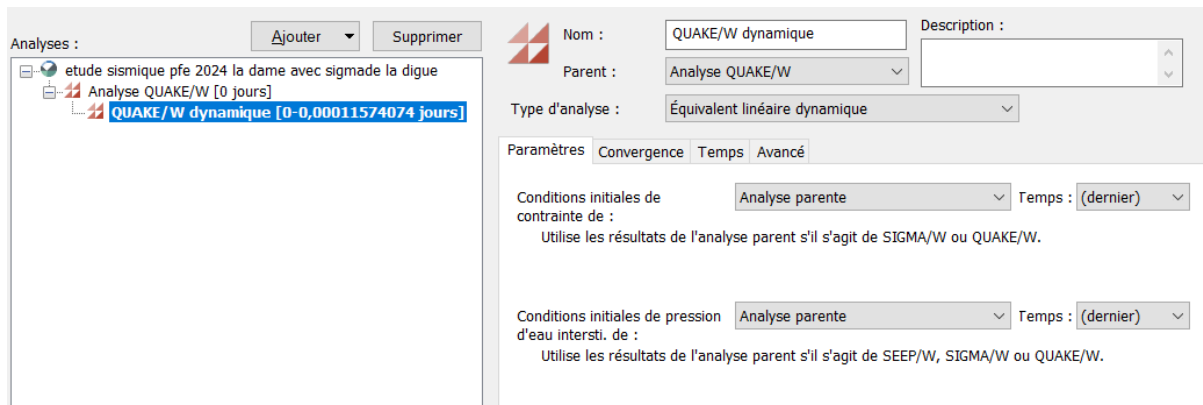 Analyses :
Ajouter
Supprimer
etude sismique pfe 2024 la dame avec sigmade la digue
Analyse QUAKE/W [0 jours]
QUAKE/W dynamique [0-0,00011574074 jours]
Nom :
QUAKE/W dynamique
Description :
Parent :
Analyse QUAKE/W
Type d'analyse :
Équivalent linéaire dynamique
Paramètres Convergence Temps Avancé
Conditions initiales de
contrainte de :
Analyse parente
Temps : (dernier)
Utilise les résultats de l'analyse parent s'il s'agit de SIGMA/W ou QUAKE/W.
Conditions initiales de pression
d'eau intersti. de :
Analyse parente
Temps : (dernier)
Utilise les résultats de l'analyse parent s'il s'agit de SEEP/W, SIGMA/W ou QUAKE/W.